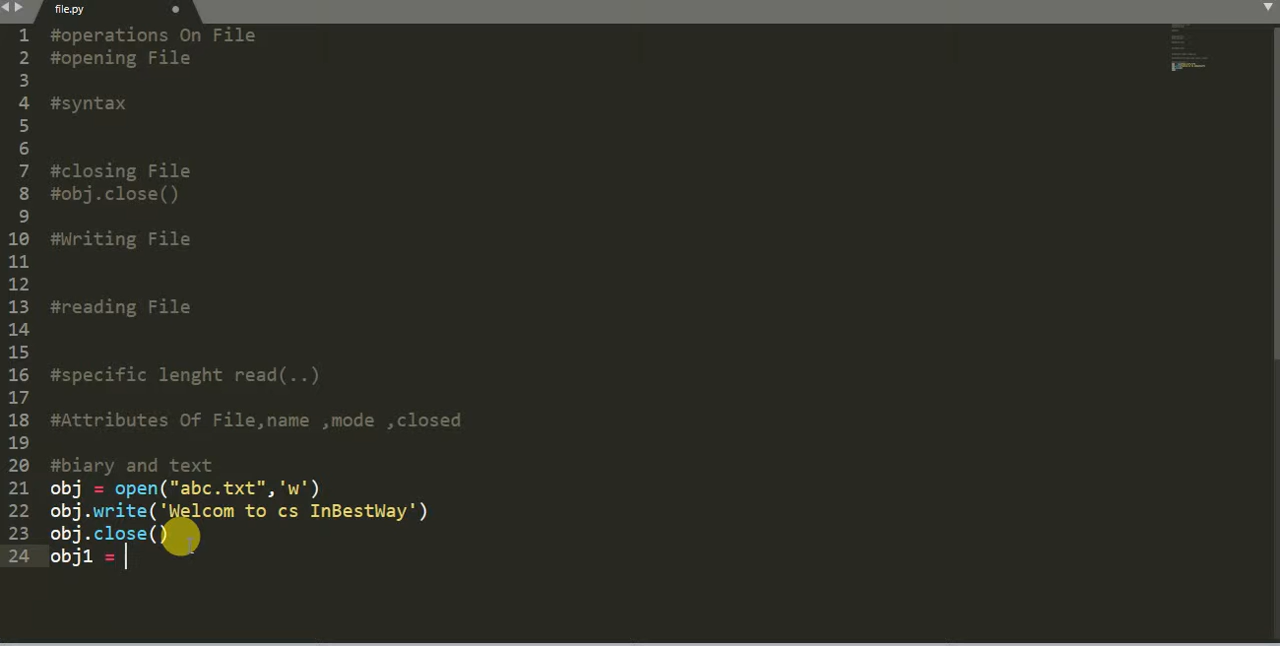 file.py
1 #operations On File
2 #opening File
3
4 #syntax
5
6
7 #closing File
8 #obj.close()
9
10 #Writing File
11
12
13 #reading File
14
15
16 #specific lenght read(..)
17
18 #Attributes Of File,name ,mode ,closed
19
20 #biary and text
21 obj = open("abc.txt",'w')
22 obj.write('Welcom to cs InBestWay')
23 obj.close()
24 obj1 =